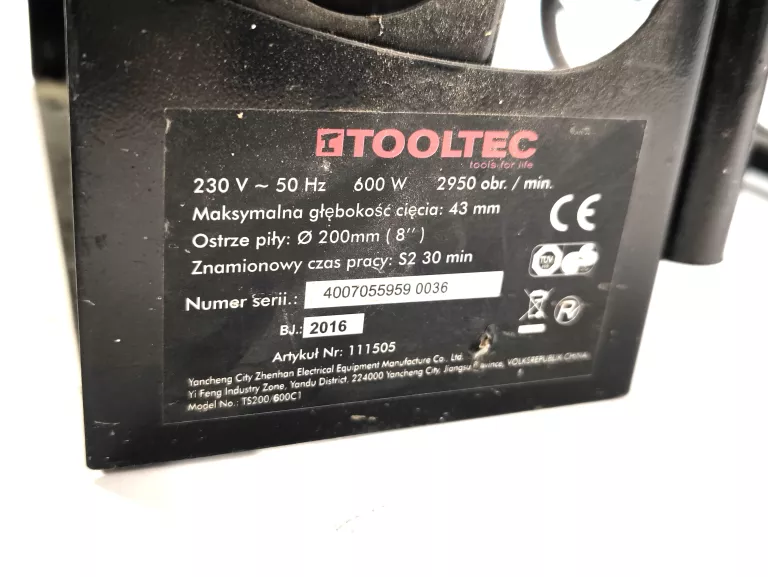 TOOLTEC
tools for life
230 V ~ 50 Hz 600 W 2950 obr. / min.
Maksymalna głębokość cięcia: 43 mm
Ostrze piły: Ø 200mm ( 8’’ )
Znamionowy czas pracy: S2 30 min
CE
TÜV GS
Numer serii.: 4007055959 0036
BJ.: 2016
Artykuł Nr: 111505
Yancheng City Zhenhan Electrical Equipment Manufacture Co., Ltd.
Yi Feng Industry Zone, Yandu District, 224000 Yancheng City, Jiangsu Province, VOLKSREPUBLIK CHINA
Model No.: TS200/600C1